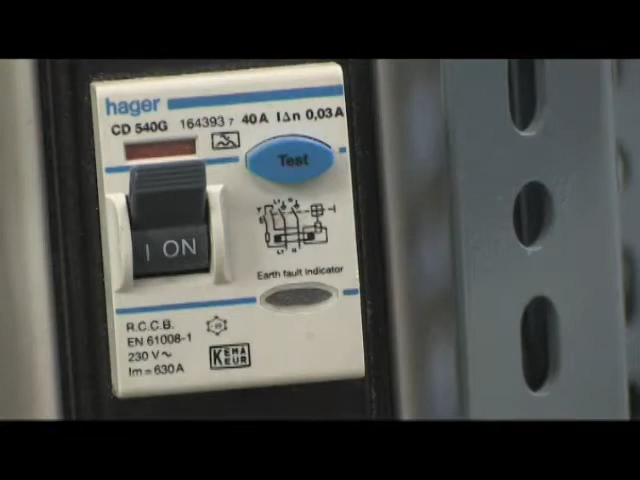 hager
CD 540G 164393 7 40A I∆n 0,03A
Test
I ON
Earth fault indicator
R.C.C.B.
EN 61008-1
230 V~
Im = 630A
KEMA
KEUR